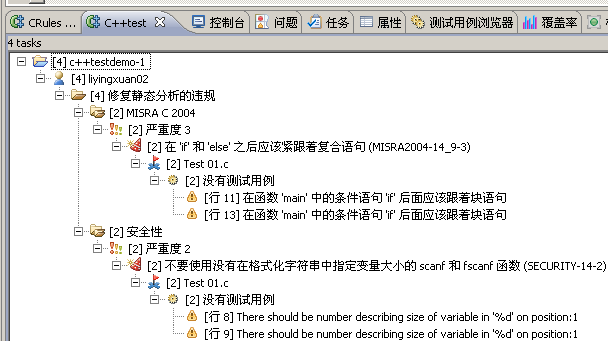 CRules ... C++test 控制台 问题 任务 属性 测试用例浏览器 覆盖率
4 tasks
[4] c++testdemo-1
[4] liyingxuan02
[4] 修复静态分析的违规
[2] MISRA C 2004
[2] 严重度 3
[2] 在 'if' 和 'else' 之后应该紧跟着复合语句 (MISRA2004-14_9-3)
[2] Test 01.c
[2] 没有测试用例
[行 11] 在函数 'main' 中的条件语句 'if' 后面应该跟着块语句
[行 13] 在函数 'main' 中的条件语句 'if' 后面应该跟着块语句
[2] 安全性
[2] 严重度 2
[2] 不要使用没有在格式化字符串中指定变量大小的 scanf 和 fscanf 函数 (SECURITY-14-2)
[2] Test 01.c
[2] 没有测试用例
[行 8] There should be number describing size of variable in '%d' on position:1
[行 9] There should be number describing size of variable in '%d' on position:1